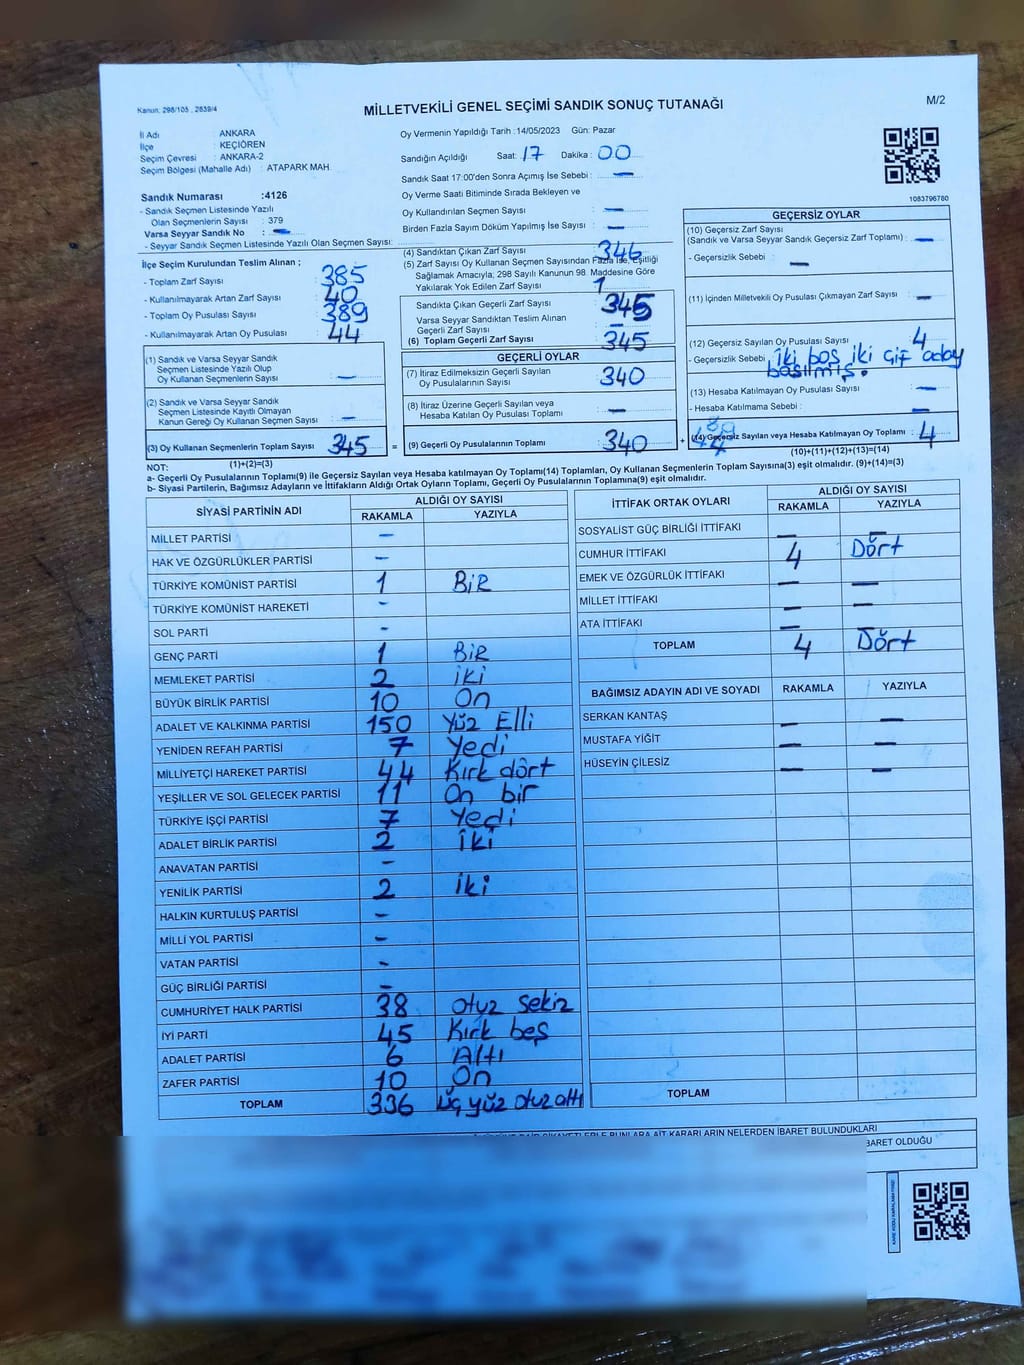 Kanun: 298/105 , 2839/4
MİLLETVEKİLİ GENEL SEÇİMİ SANDIK SONUÇ TUTANAĞI
M/2
İl Adı : ANKARA
İlçe : KEÇİÖREN
Seçim Çevresi : ANKARA-2
Seçim Bölgesi (Mahalle Adı) : ATAPARK MAH.
Sandık Numarası :4126
- Sandık Seçmen Listesinde Yazılı
Olan Seçmenlerin Sayısı : 379
Varsa Seyyar Sandık No : —
- Seyyar Sandık Seçmen Listesinde Yazılı Olan Seçmen Sayısı:
Oy Vermenin Yapıldığı Tarih :14/05/2023 Gün: Pazar
Sandığın Açıldığı Saat: 17 Dakika : 00
Sandık Saat 17:00'den Sonra Açımış İse Sebebi : —
Oy Verme Saati Bitiminde Sırada Bekleyen ve
Oy Kullandırılan Seçmen Sayısı : —
Birden Fazla Sayım Döküm Yapılmış İse Sayısı : —
1083796780
İlçe Seçim Kurulundan Teslim Alınan ;
- Toplam Zarf Sayısı : 385
- Kullanılmayarak Artan Zarf Sayısı : 40
- Toplam Oy Pusulası Sayısı : 389
- Kullanılmayarak Artan Oy Pusulası : 44
(1) Sandık ve Varsa Seyyar Sandık
Seçmen Listesinde Yazılı Olup
Oy Kullanan Seçmenlerin Sayısı : —
(2) Sandık ve Varsa Seyyar Sandık
Seçmen Listesinde Kayıtlı Olmayan
Kanun Gereği Oy Kullanan Seçmen Sayısı : —
(3) Oy Kullanan Seçmenlerin Toplam Sayısı : 345 =
(4) Sandıktan Çıkan Zarf Sayısı : 346
(5) Zarf Sayısı Oy Kullanan Seçmen Sayısından Fazla İse, Eşitliği
Sağlamak Amacıyla; 298 Sayılı Kanunun 98. Maddesine Göre
Yakılarak Yok Edilen Zarf Sayısı : 1
Sandıkta Çıkan Geçerli Zarf Sayısı : 345
Varsa Seyyar Sandıktan Teslim Alınan
Geçerli Zarf Sayısı : —
(6) Toplam Geçerli Zarf Sayısı : 345
GEÇERLİ OYLAR
(7) İtiraz Edilmeksizin Geçerli Sayılan
Oy Pusulalarının Sayısı : 340
(8) İtiraz Üzerine Geçerli Sayılan ve
Hesaba Katılan Oy Pusulası Toplamı : —
(9) Geçerli Oy Pusulalarının Toplamı : 340 +
GEÇERSİZ OYLAR
(10) Geçersiz Zarf Sayısı
(Sandık ve Varsa Seyyar Sandık Geçersiz Zarf Toplamı) : —
- Geçersizlik Sebebi : —
(11) İçinden Milletvekili Oy Pusulası Çıkmayan Zarf Sayısı : —
(12) Geçersiz Sayılan Oy Pusulası Sayısı : 4
- Geçersizlik Sebebi : iki boş iki çif aday
basılmış.
(13) Hesaba Katılmayan Oy Pusulası Sayısı : —
- Hesaba Katılmama Sebebi : —
(14) Geçersiz Sayılan veya Hesaba Katılmayan Oy Toplamı : 4
(1)+(2)=(3)
(10)+(11)+(12)+(13)=(14)
NOT:
a- Geçerli Oy Pusulalarının Toplamı(9) ile Geçersiz Sayılan veya Hesaba katılmayan Oy Toplamı(14) Toplamları, Oy Kullanan Seçmenlerin Toplam Sayısına(3) eşit olmalıdır. (9)+(14)=(3)
b- Siyasi Partilerin, Bağımsız Adayların ve İttifakların Aldığı Ortak Oyların Toplamı, Geçerli Oy Pusulalarının Toplamına(9) eşit olmalıdır.
SİYASİ PARTİNİN ADI ALDIĞI OY SAYISI
RAKAMLA YAZIYLA
MİLLET PARTİSİ —
HAK VE ÖZGÜRLÜKLER PARTİSİ —
TÜRKİYE KOMÜNİST PARTİSİ 1 BİR
TÜRKİYE KOMÜNİST HAREKETİ -
SOL PARTİ -
GENÇ PARTİ 1 BİR
MEMLEKET PARTİSİ 2 iki
BÜYÜK BİRLİK PARTİSİ 10 On
ADALET VE KALKINMA PARTİSİ 150 Yüz Elli
YENİDEN REFAH PARTİSİ 7 Yedi
MİLLİYETÇİ HAREKET PARTİSİ 44 Kırk dört
YEŞİLLER VE SOL GELECEK PARTİSİ 11 On bir
TÜRKİYE İŞÇİ PARTİSİ 7 Yedi
ADALET BİRLİK PARTİSİ 2 iki
ANAVATAN PARTİSİ -
YENİLİK PARTİSİ 2 iki
HALKIN KURTULUŞ PARTİSİ -
MİLLİ YOL PARTİSİ -
VATAN PARTİSİ -
GÜÇ BİRLİĞİ PARTİSİ -
CUMHURİYET HALK PARTİSİ 38 otuz sekiz
İYİ PARTİ 45 Kırk beş
ADALET PARTİSİ 6 Altı
ZAFER PARTİSİ 10 On
TOPLAM 336 üç yüz otuz altı
İTTİFAK ORTAK OYLARI ALDIĞI OY SAYISI
RAKAMLA YAZIYLA
SOSYALİST GÜÇ BİRLİĞİ İTTİFAKI — —
CUMHUR İTTİFAKI 4 Dört
EMEK VE ÖZGÜRLÜK İTTİFAKI — —
MİLLET İTTİFAKI — —
ATA İTTİFAKI —
TOPLAM 4 Dört
BAĞIMSIZ ADAYIN ADI VE SOYADI RAKAMLA YAZIYLA
SERKAN KANTAŞ — —
MUSTAFA YİĞİT — —
HÜSEYİN ÇİLESİZ — —
TOPLAM
KARARLARIN NELERDEN İBARET BULUNDUKLARI
BARET OLDUĞU